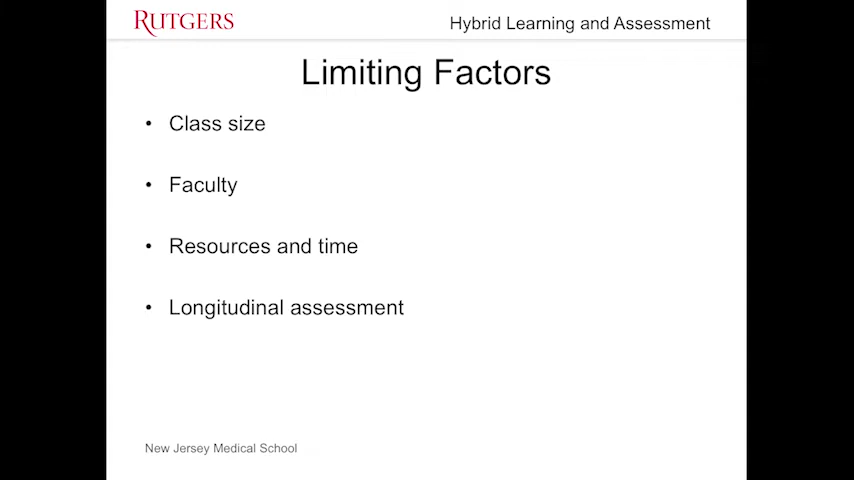 RUTGERS
Hybrid Learning and Assessment
Limiting Factors
• Class size
• Faculty
• Resources and time
• Longitudinal assessment
New Jersey Medical School